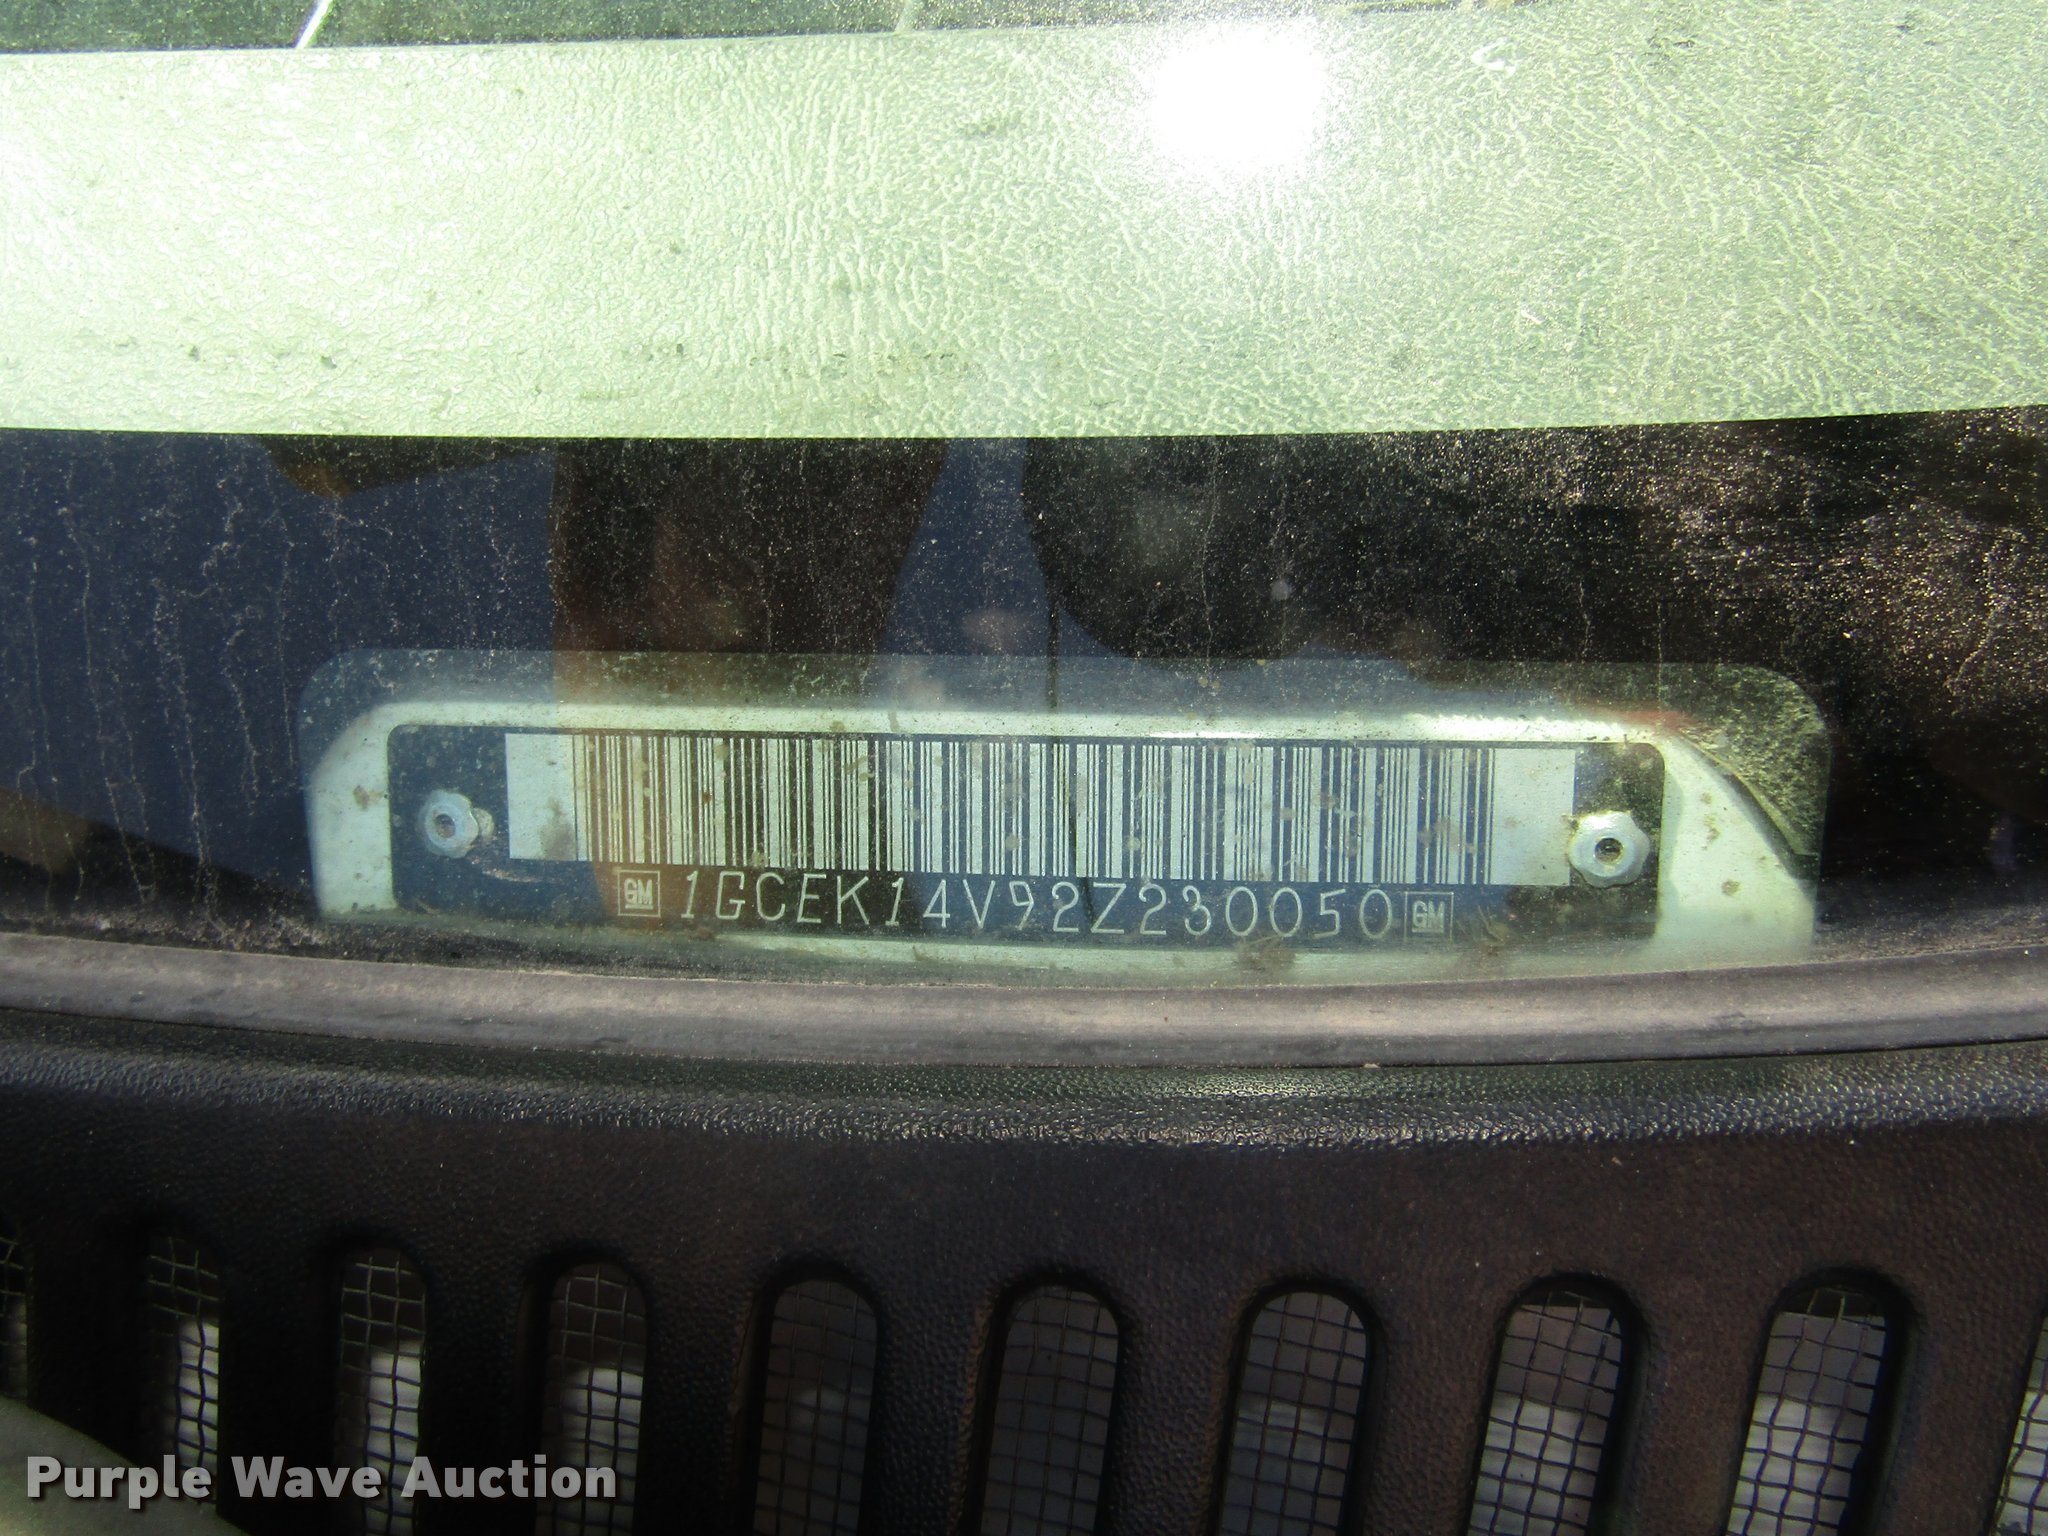 GM 1GCEK14V92Z230050 GM
Purple Wave Auction